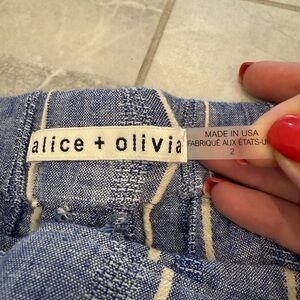 alice + olivia
MADE IN USA
FABRIQUÉ AUX ÉTATS-U
2